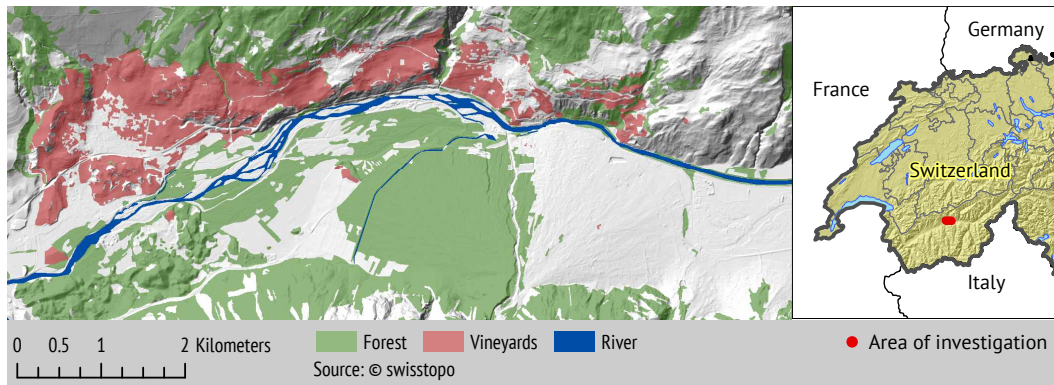 Germany
France
Switzerland
Italy
0 0.5 1 2 Kilometers
Forest Vineyards River
Area of investigation
Source: © swisstopo